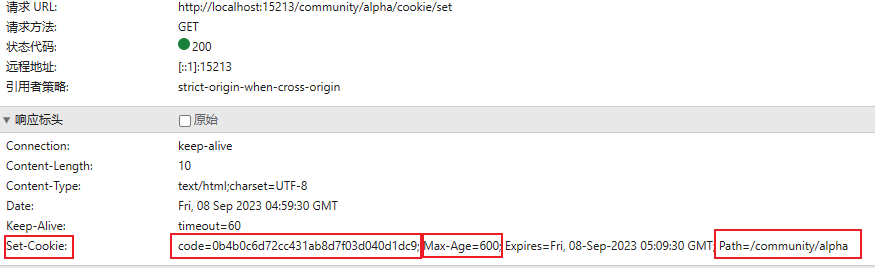 请求 URL: http://localhost:15213/community/alpha/cookie/set
请求方法: GET
状态代码: 200
远程地址: [::1]:15213
引用者策略: strict-origin-when-cross-origin
响应标头 原始
Connection: keep-alive
Content-Length: 10
Content-Type: text/html;charset=UTF-8
Date: Fri, 08 Sep 2023 04:59:30 GMT
Keep-Alive: timeout=60
Set-Cookie: code=0b4b0c6d72cc431ab8d7f03d040d1dc9; Max-Age=600; Expires=Fri, 08-Sep-2023 05:09:30 GMT; Path=/community/alpha